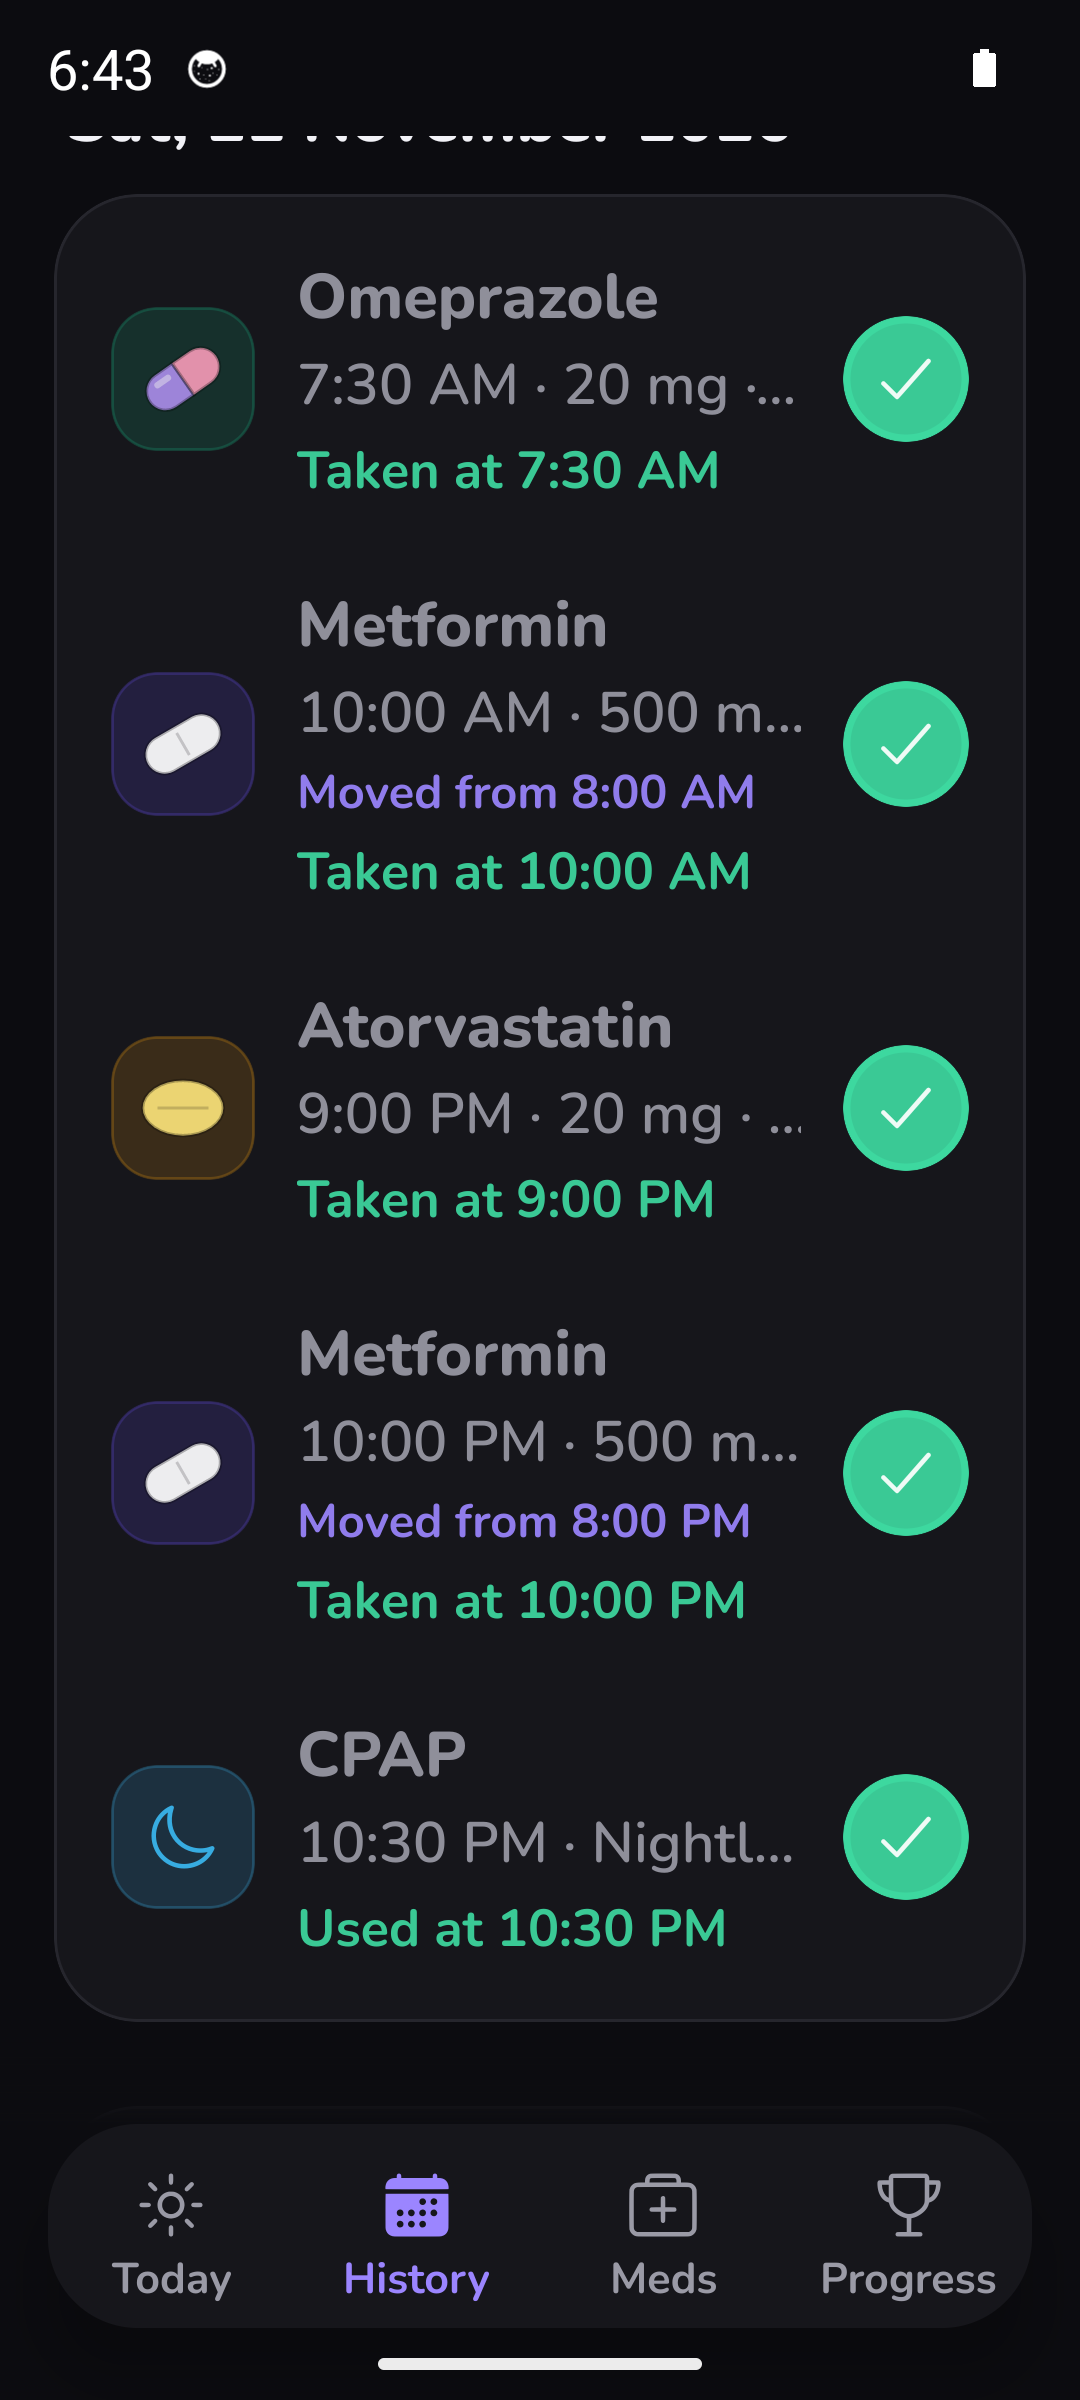 6:43
Omeprazole
7:30 AM · 20 mg ·...
Taken at 7:30 AM
Metformin
10:00 AM · 500 m...
Moved from 8:00 AM
Taken at 10:00 AM
Atorvastatin
9:00 PM · 20 mg · ...
Taken at 9:00 PM
Metformin
10:00 PM · 500 m...
Moved from 8:00 PM
Taken at 10:00 PM
CPAP
10:30 PM · Nightl...
Used at 10:30 PM
Today
History
Meds
Progress